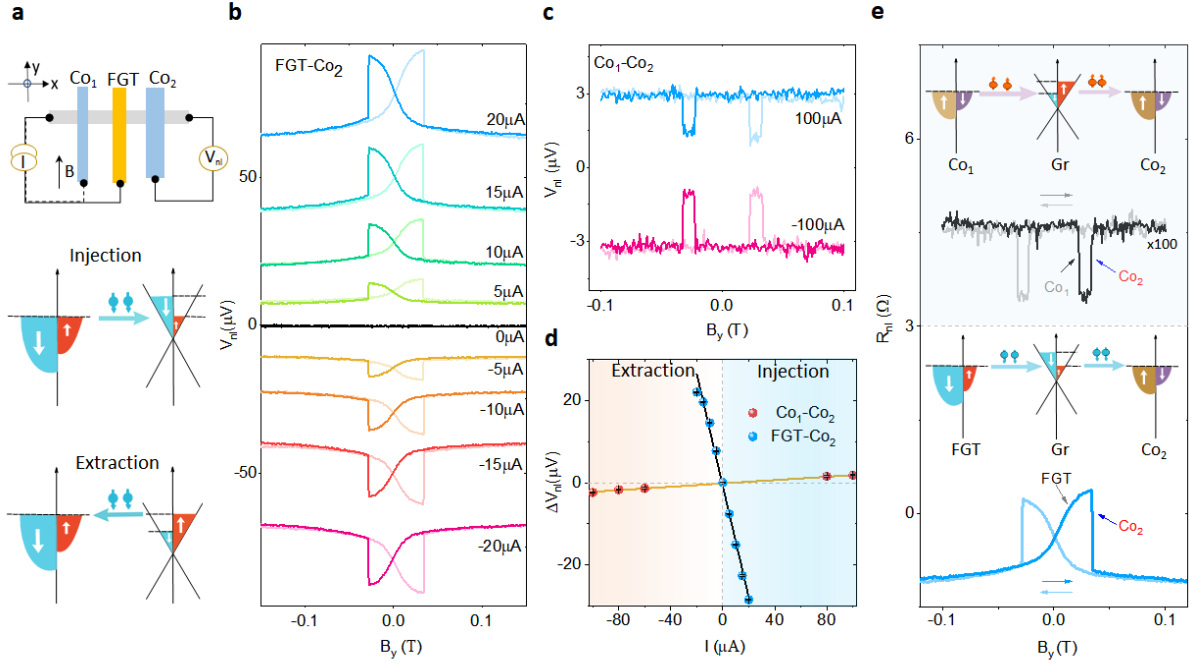 a
y
x
Co₁ FGT Co₂
I
B
Vnl
Injection
Extraction
b
FGT-Co₂
20μA
15μA
10μA
5μA
0μA
-5μA
-10μA
-15μA
-20μA
50
0
-50
Vnl(μV)
-0.1 0.0 0.1
By (T)
c
Co₁-Co₂
100μA
-100μA
3
0
-3
Vnl (μV)
-0.1 0.0 0.1
By (T)
d
Extraction Injection
Co₁-Co₂
FGT-Co₂
20
0
-20
ΔVnl(μV)
-80 -40 0 40 80
I (μA)
e
Co₁ Gr Co₂
x100
Co₁
Co₂
FGT Gr Co₂
FGT
Co₂
6
3
0
Rnl (Ω)
-0.1 0.0 0.1
By (T)